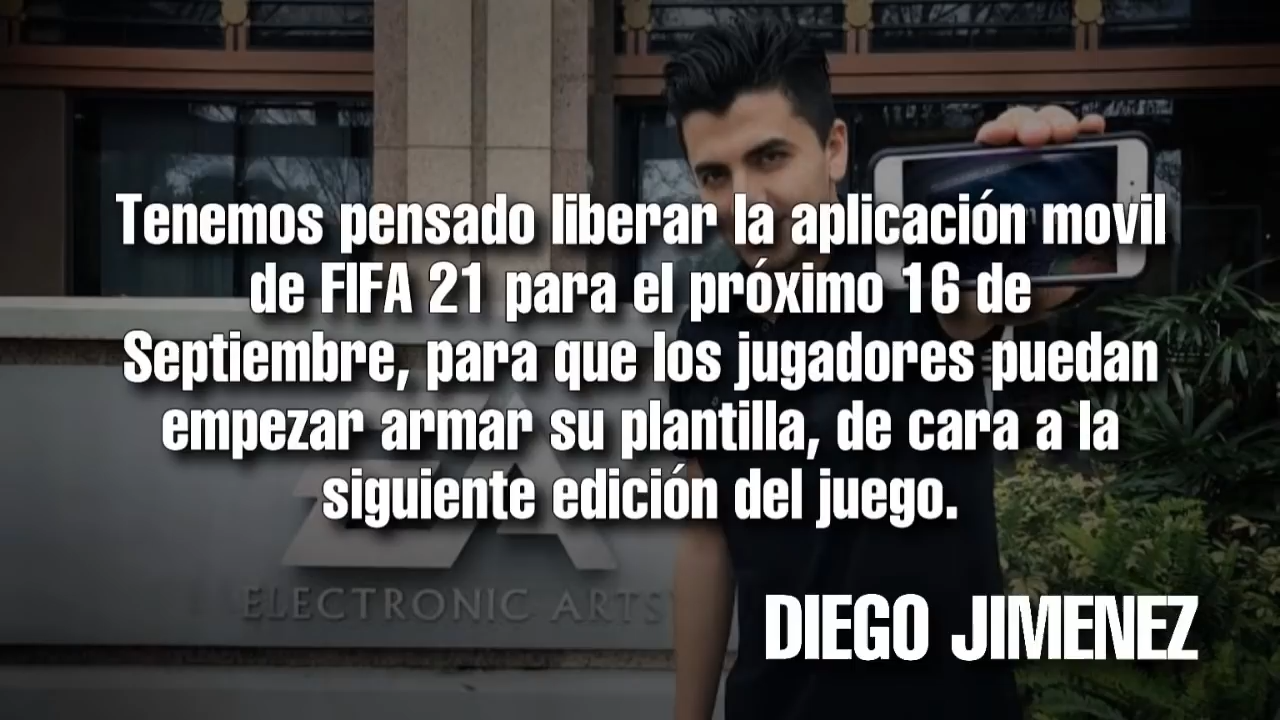 Tenemos pensado liberar la aplicación movil
de FIFA 21 para el próximo 16 de
Septiembre, para que los jugadores puedan
empezar armar su plantilla, de cara a la
siguiente edición del juego.
EA
ELECTRONIC ARTS
DIEGO JIMENEZ